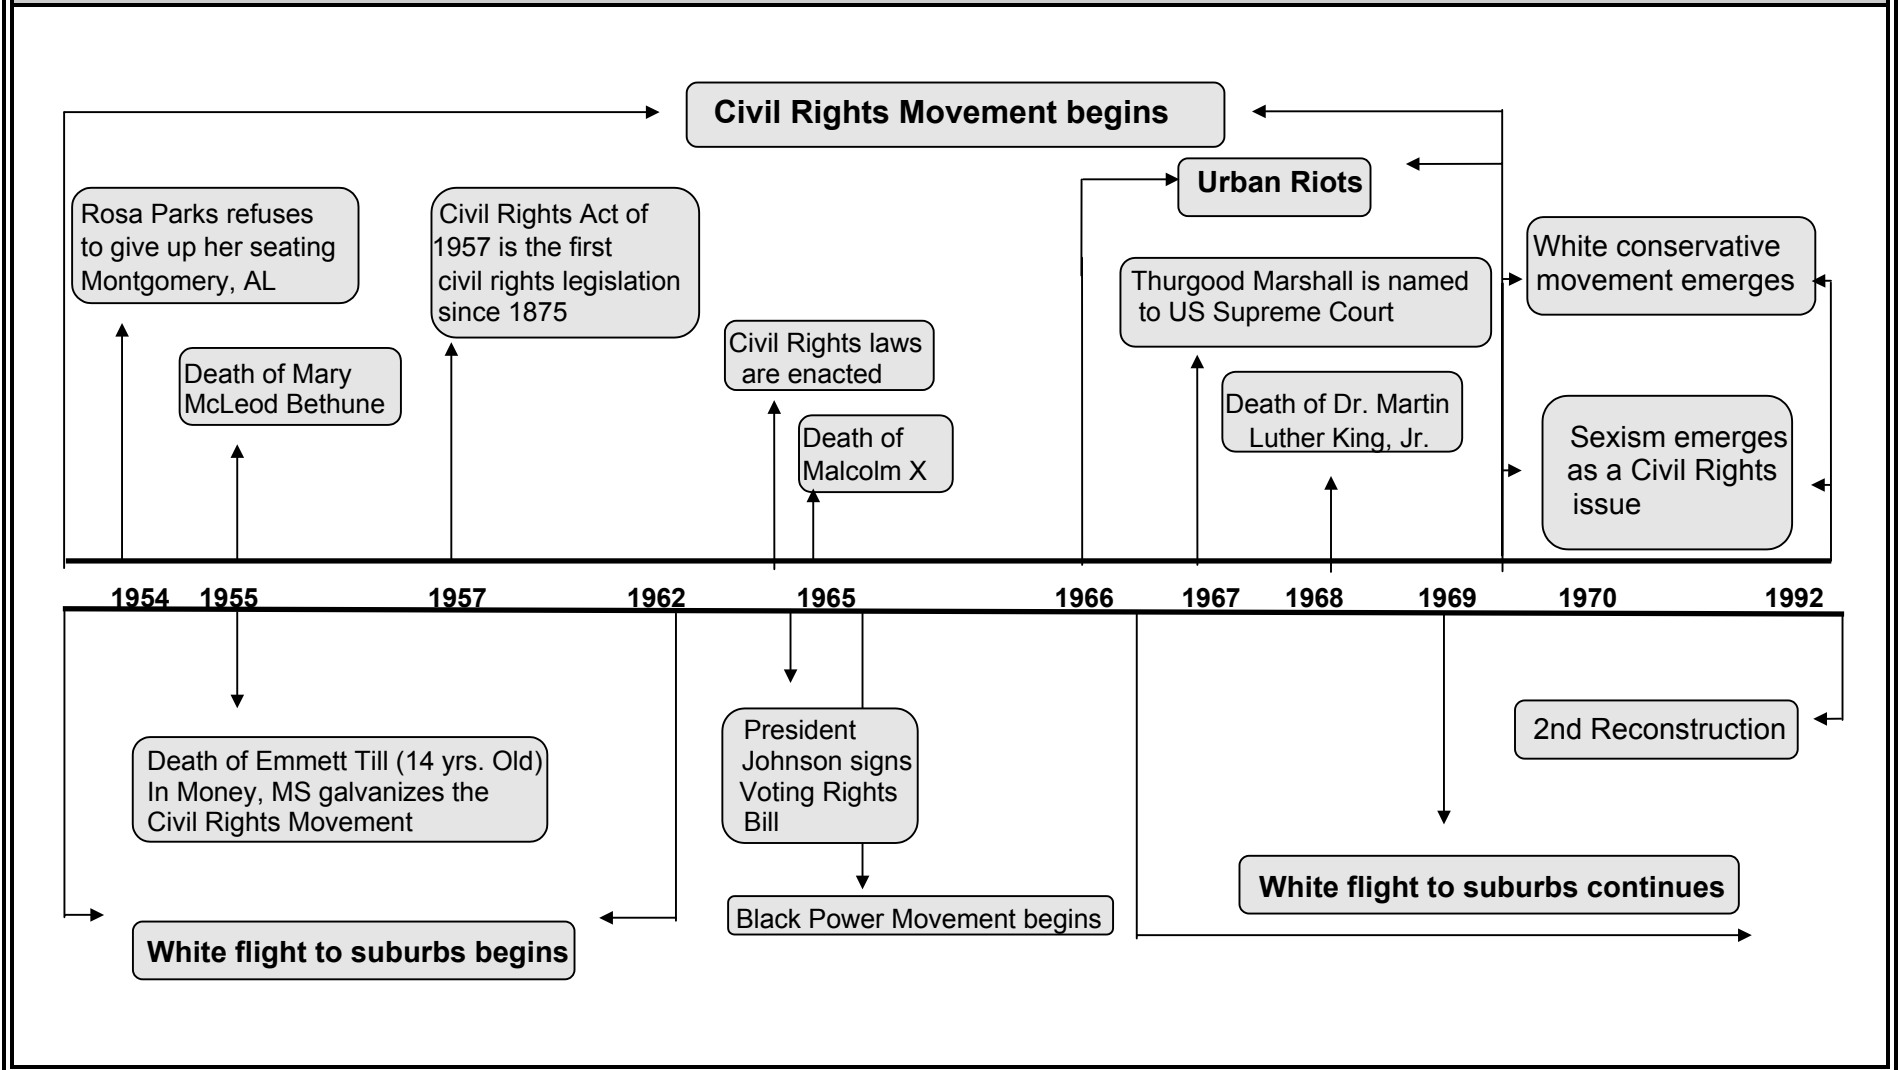 Civil Rights Movement begins
Urban Riots
Rosa Parks refuses
to give up her seating
Montgomery, AL
Civil Rights Act of
1957 is the first
civil rights legislation
since 1875
White conservative
movement emerges
Thurgood Marshall is named
to US Supreme Court
Civil Rights laws
are enacted
Death of Mary
McLeod Bethune
Death of Dr. Martin
Luther King, Jr.
Death of
Malcolm X
Sexism emerges
as a Civil Rights
issue
1954 1955 1957 1962 1965 1966 1967 1968 1969 1970 1992
Death of Emmett Till (14 yrs. Old)
In Money, MS galvanizes the
Civil Rights Movement
President
Johnson signs
Voting Rights
Bill
2nd Reconstruction
White flight to suburbs continues
Black Power Movement begins
White flight to suburbs begins